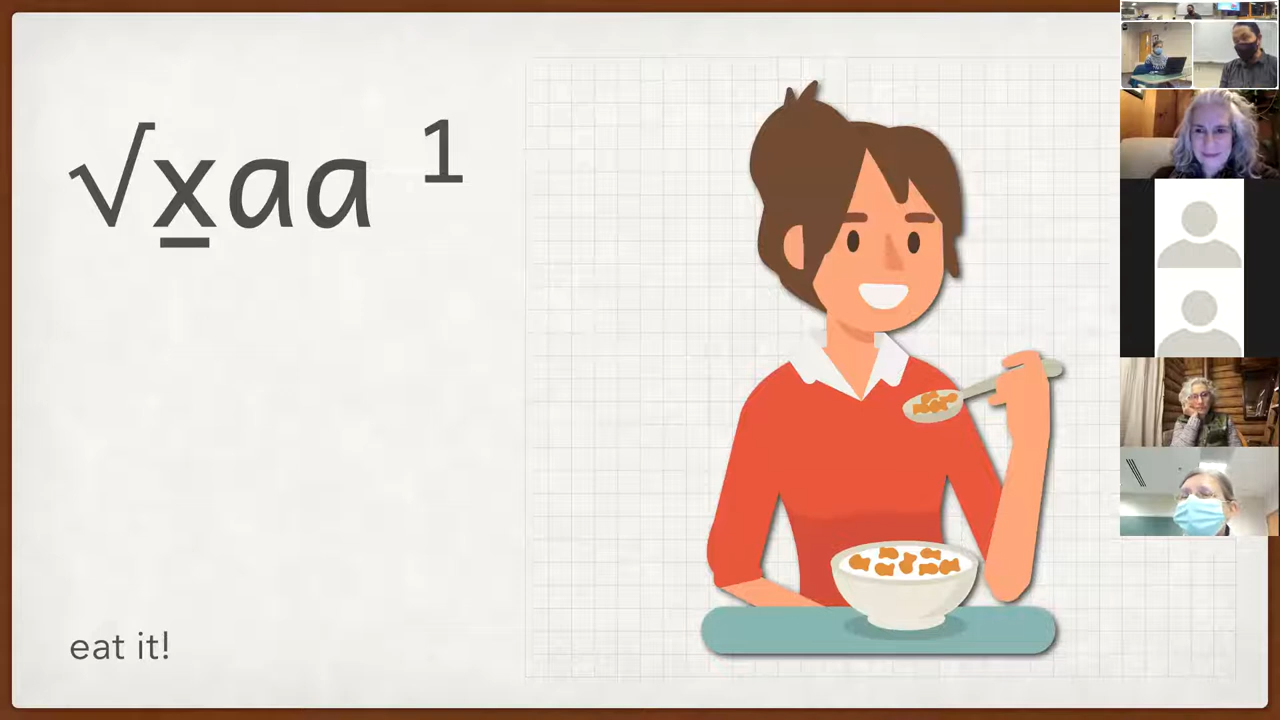 √x̲aa ¹
eat it!